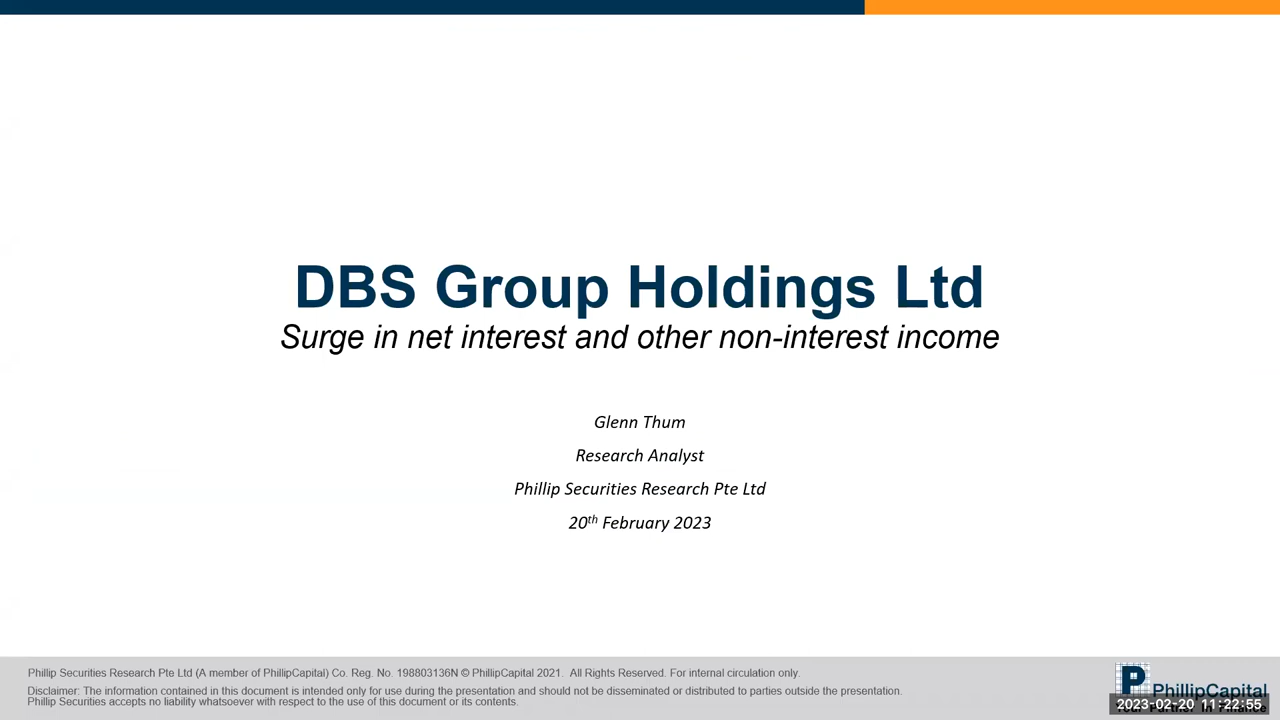 DBS Group Holdings Ltd
Surge in net interest and other non-interest income
Glenn Thum
Research Analyst
Phillip Securities Research Pte Ltd
20th February 2023
Phillip Securities Research Pte Ltd (A member of PhillipCapital) Co. Reg. No. 198803136N © PhillipCapital 2021. All Rights Reserved. For internal circulation only.
Disclaimer: The information contained in this document is intended only for use during the presentation and should not be disseminated or distributed to parties outside the presentation.
Phillip Securities accepts no liability whatsoever with respect to the use of this document or its contents.
PhillipCapital
Your Partner In Finance
2023-02-20 11:22:55